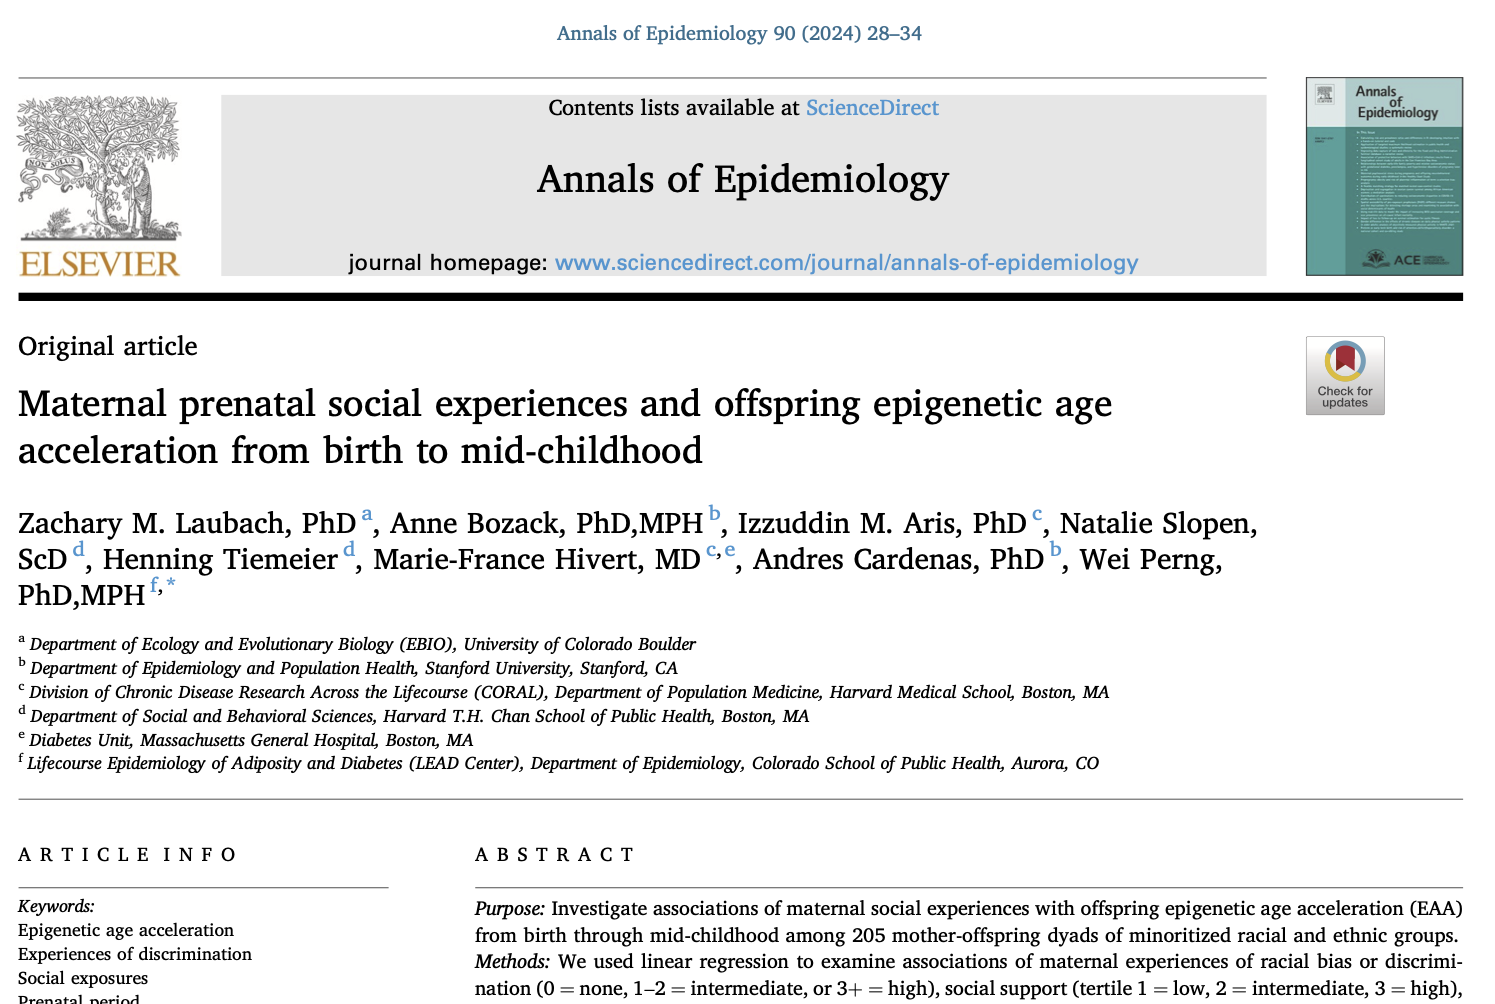 Annals of Epidemiology 90 (2024) 28–34
NON SOLUS
ELSEVIER
Contents lists available at ScienceDirect
Annals of Epidemiology
journal homepage: www.sciencedirect.com/journal/annals-of-epidemiology
Annals
of
Epidemiology
ACE
Original article
Check for
updates
Maternal prenatal social experiences and offspring epigenetic age
acceleration from birth to mid-childhood
Zachary M. Laubach, PhD a, Anne Bozack, PhD,MPH b, Izzuddin M. Aris, PhD c, Natalie Slopen,
ScD d, Henning Tiemeier d, Marie-France Hivert, MD c,e, Andres Cardenas, PhD b, Wei Perng,
PhD,MPH f,*
a Department of Ecology and Evolutionary Biology (EBIO), University of Colorado Boulder
b Department of Epidemiology and Population Health, Stanford University, Stanford, CA
c Division of Chronic Disease Research Across the Lifecourse (CORAL), Department of Population Medicine, Harvard Medical School, Boston, MA
d Department of Social and Behavioral Sciences, Harvard T.H. Chan School of Public Health, Boston, MA
e Diabetes Unit, Massachusetts General Hospital, Boston, MA
f Lifecourse Epidemiology of Adiposity and Diabetes (LEAD Center), Department of Epidemiology, Colorado School of Public Health, Aurora, CO
ARTICLE INFO
Keywords:
Epigenetic age acceleration
Experiences of discrimination
Social exposures
Prenatal period
ABSTRACT
Purpose: Investigate associations of maternal social experiences with offspring epigenetic age acceleration (EAA)
from birth through mid-childhood among 205 mother-offspring dyads of minoritized racial and ethnic groups.
Methods: We used linear regression to examine associations of maternal experiences of racial bias or discrimi-
nation (0 = none, 1–2 = intermediate, or 3+ = high), social support (tertile 1 = low, 2 = intermediate, 3 = high),